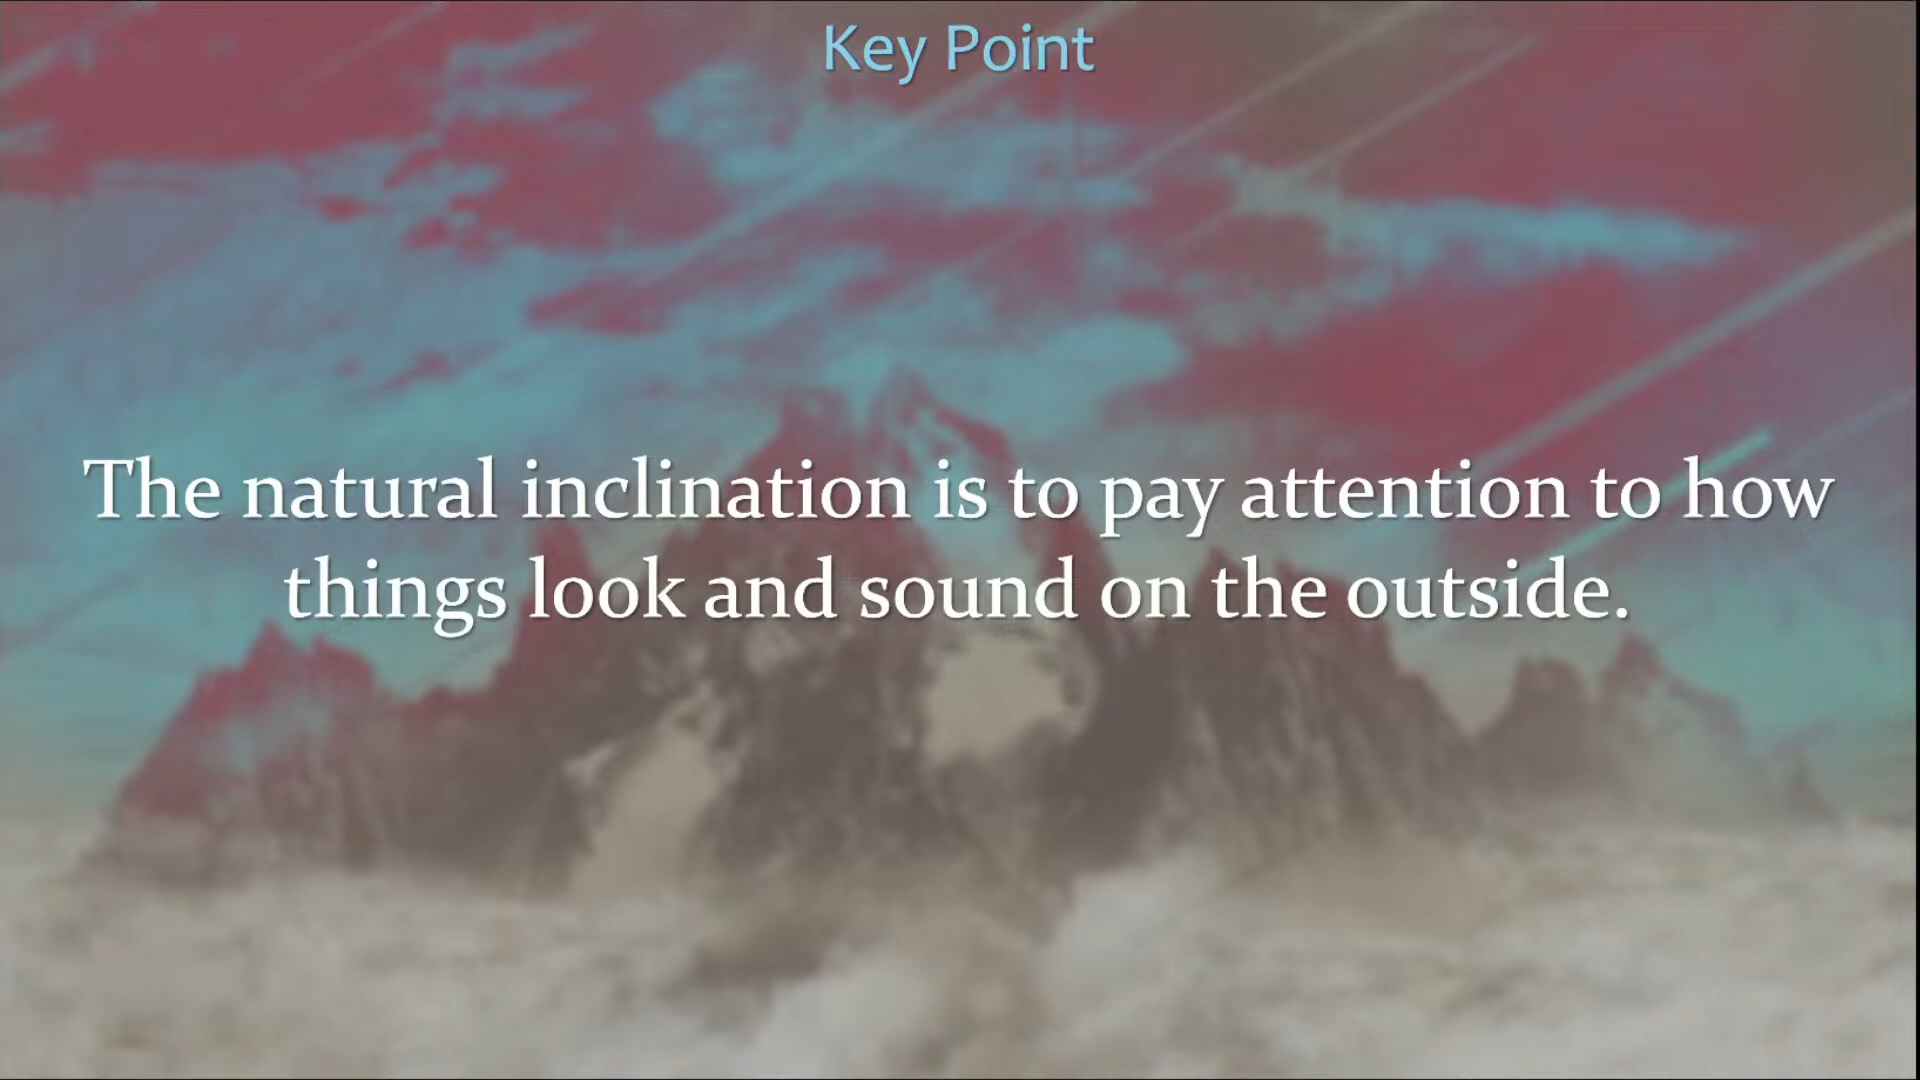 Key Point
The natural inclination is to pay attention to how
things look and sound on the outside.